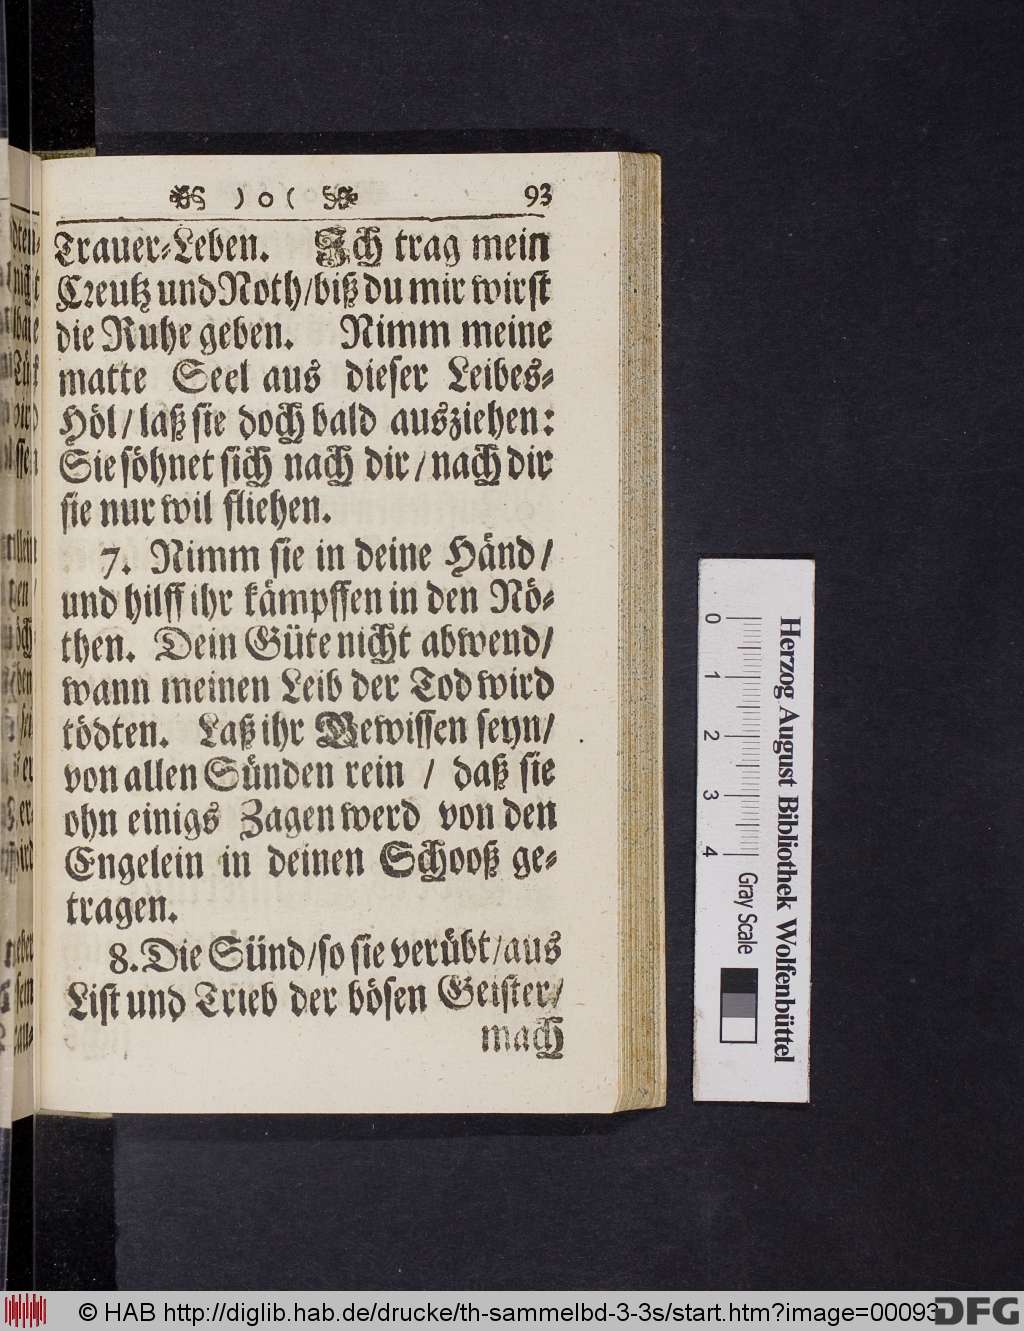 ) o ( 93
Trauer-Leben. Ich trag mein
Creutz und Noth/ biß du mir wirst
die Ruhe geben. Nimm meine
matte Seel aus dieser Leibes-
Höl/ laß sie doch bald ausziehen:
Sie söhnet sich nach dir/ nach dir
sie nur wil fliehen.
7. Nimm sie in deine Händ/
und hilff ihr kämpffen in den Nö-
then. Dein Güte nicht abwend/
wann meinen Leib der Tod wird
tödten. Laß ihr Gewissen seyn/
von allen Sünden rein / daß sie
ohn einigs Zagen werd von den
Engelein in deinen Schooß ge-
tragen.
8. Die Sünd/ so sie verübt/ aus
List und Trieb der bösen Geister/
mach
Herzog August Bibliothek Wolfenbüttel
0 1 2 3 4 Gray Scale
© HAB http://diglib.hab.de/drucke/th-sammelbd-3-3s/start.htm?image=00093
DFG